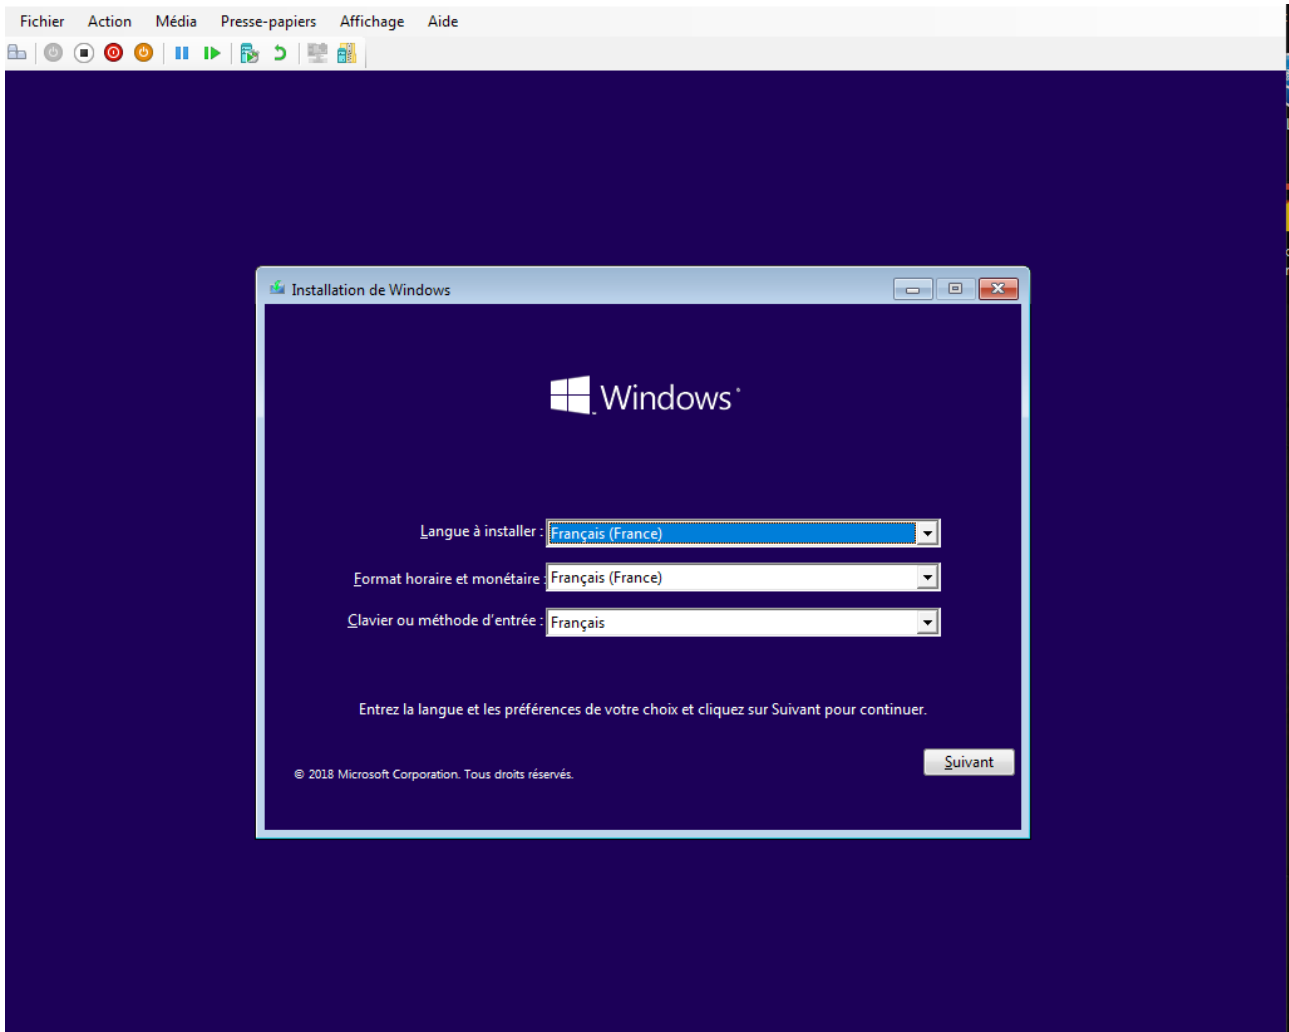 Fichier Action Média Presse-papiers Affichage Aide
Installation de Windows
Windows
Langue à installer : Français (France)
Format horaire et monétaire : Français (France)
Clavier ou méthode d'entrée : Français
Entrez la langue et les préférences de votre choix et cliquez sur Suivant pour continuer.
Suivant
© 2018 Microsoft Corporation. Tous droits réservés.